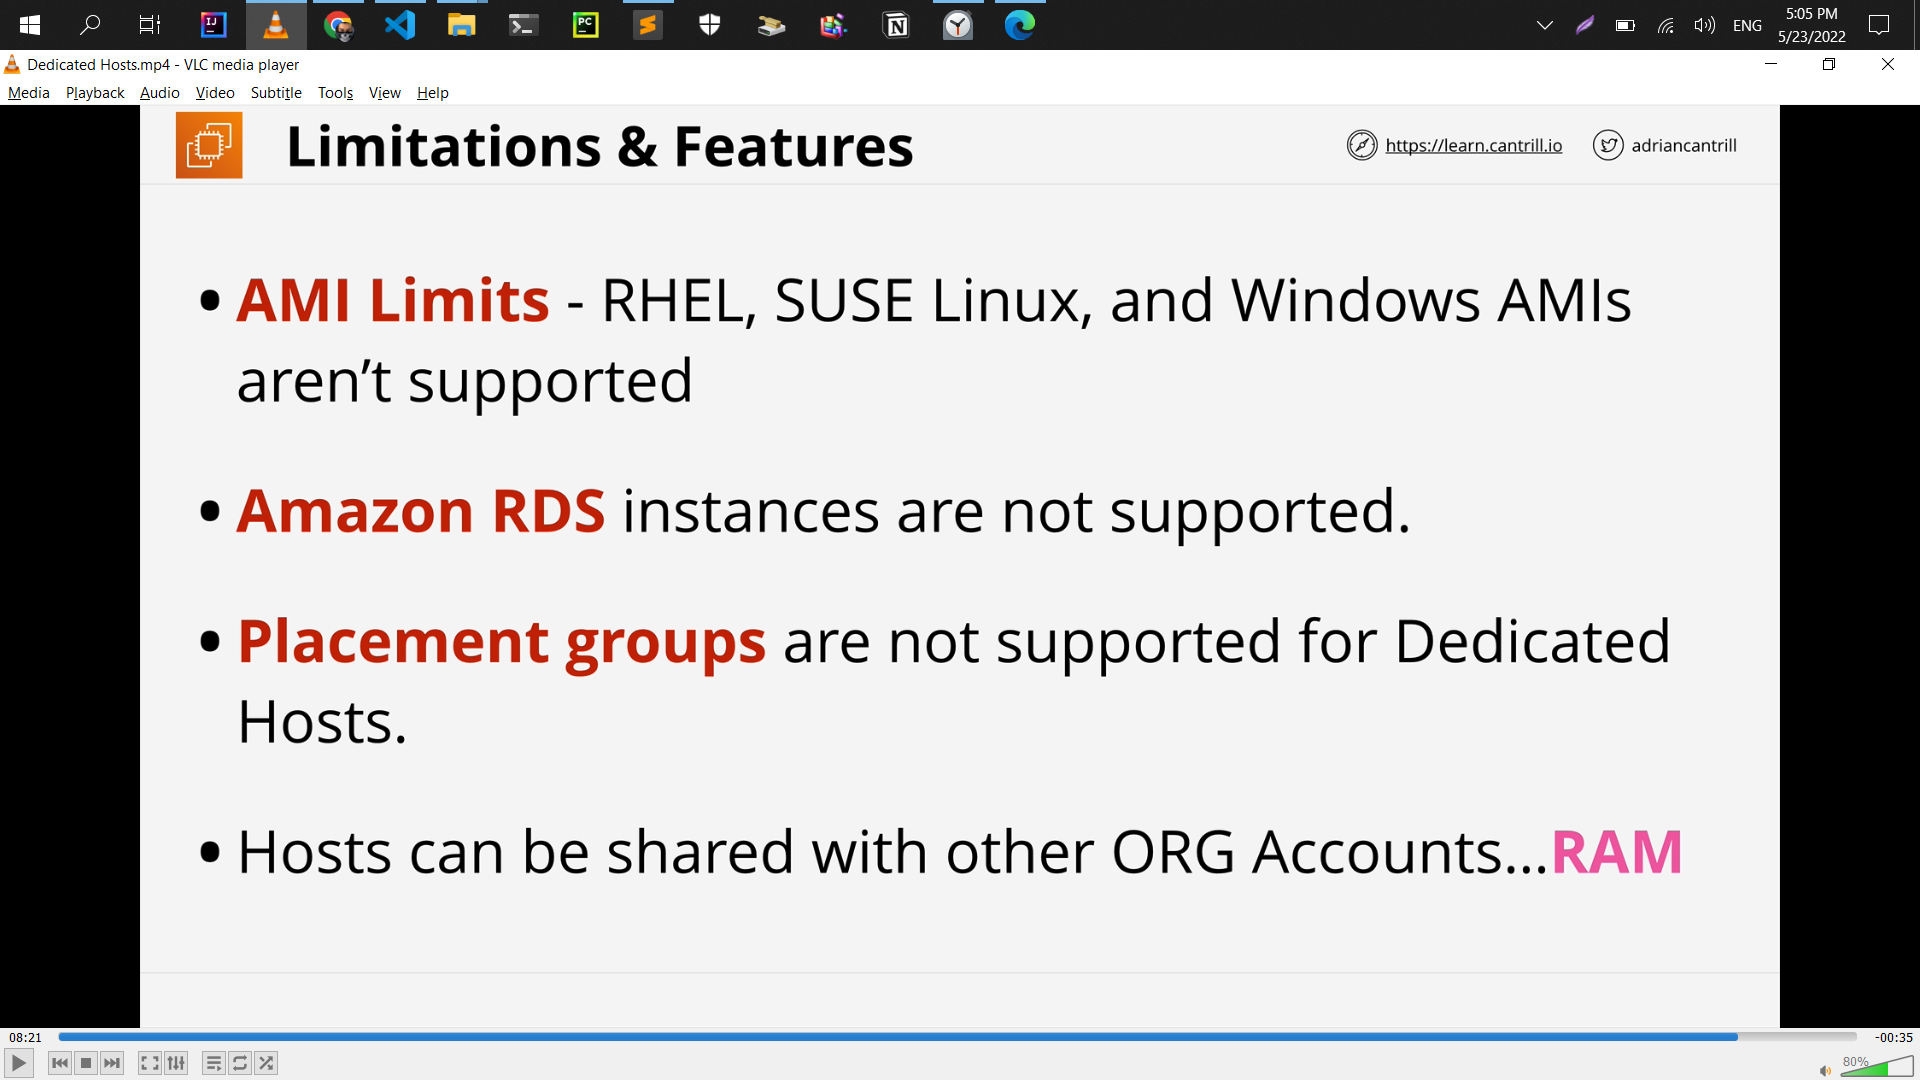 IJ
PC
N
ENG
5:05 PM
5/23/2022
Dedicated Hosts.mp4 - VLC media player
Media Playback Audio Video Subtitle Tools View Help
Limitations & Features
https://learn.cantrill.io
adriancantrill
• AMI Limits - RHEL, SUSE Linux, and Windows AMIs
aren’t supported
• Amazon RDS instances are not supported.
• Placement groups are not supported for Dedicated
Hosts.
• Hosts can be shared with other ORG Accounts...RAM
08:21
-00:35
80%